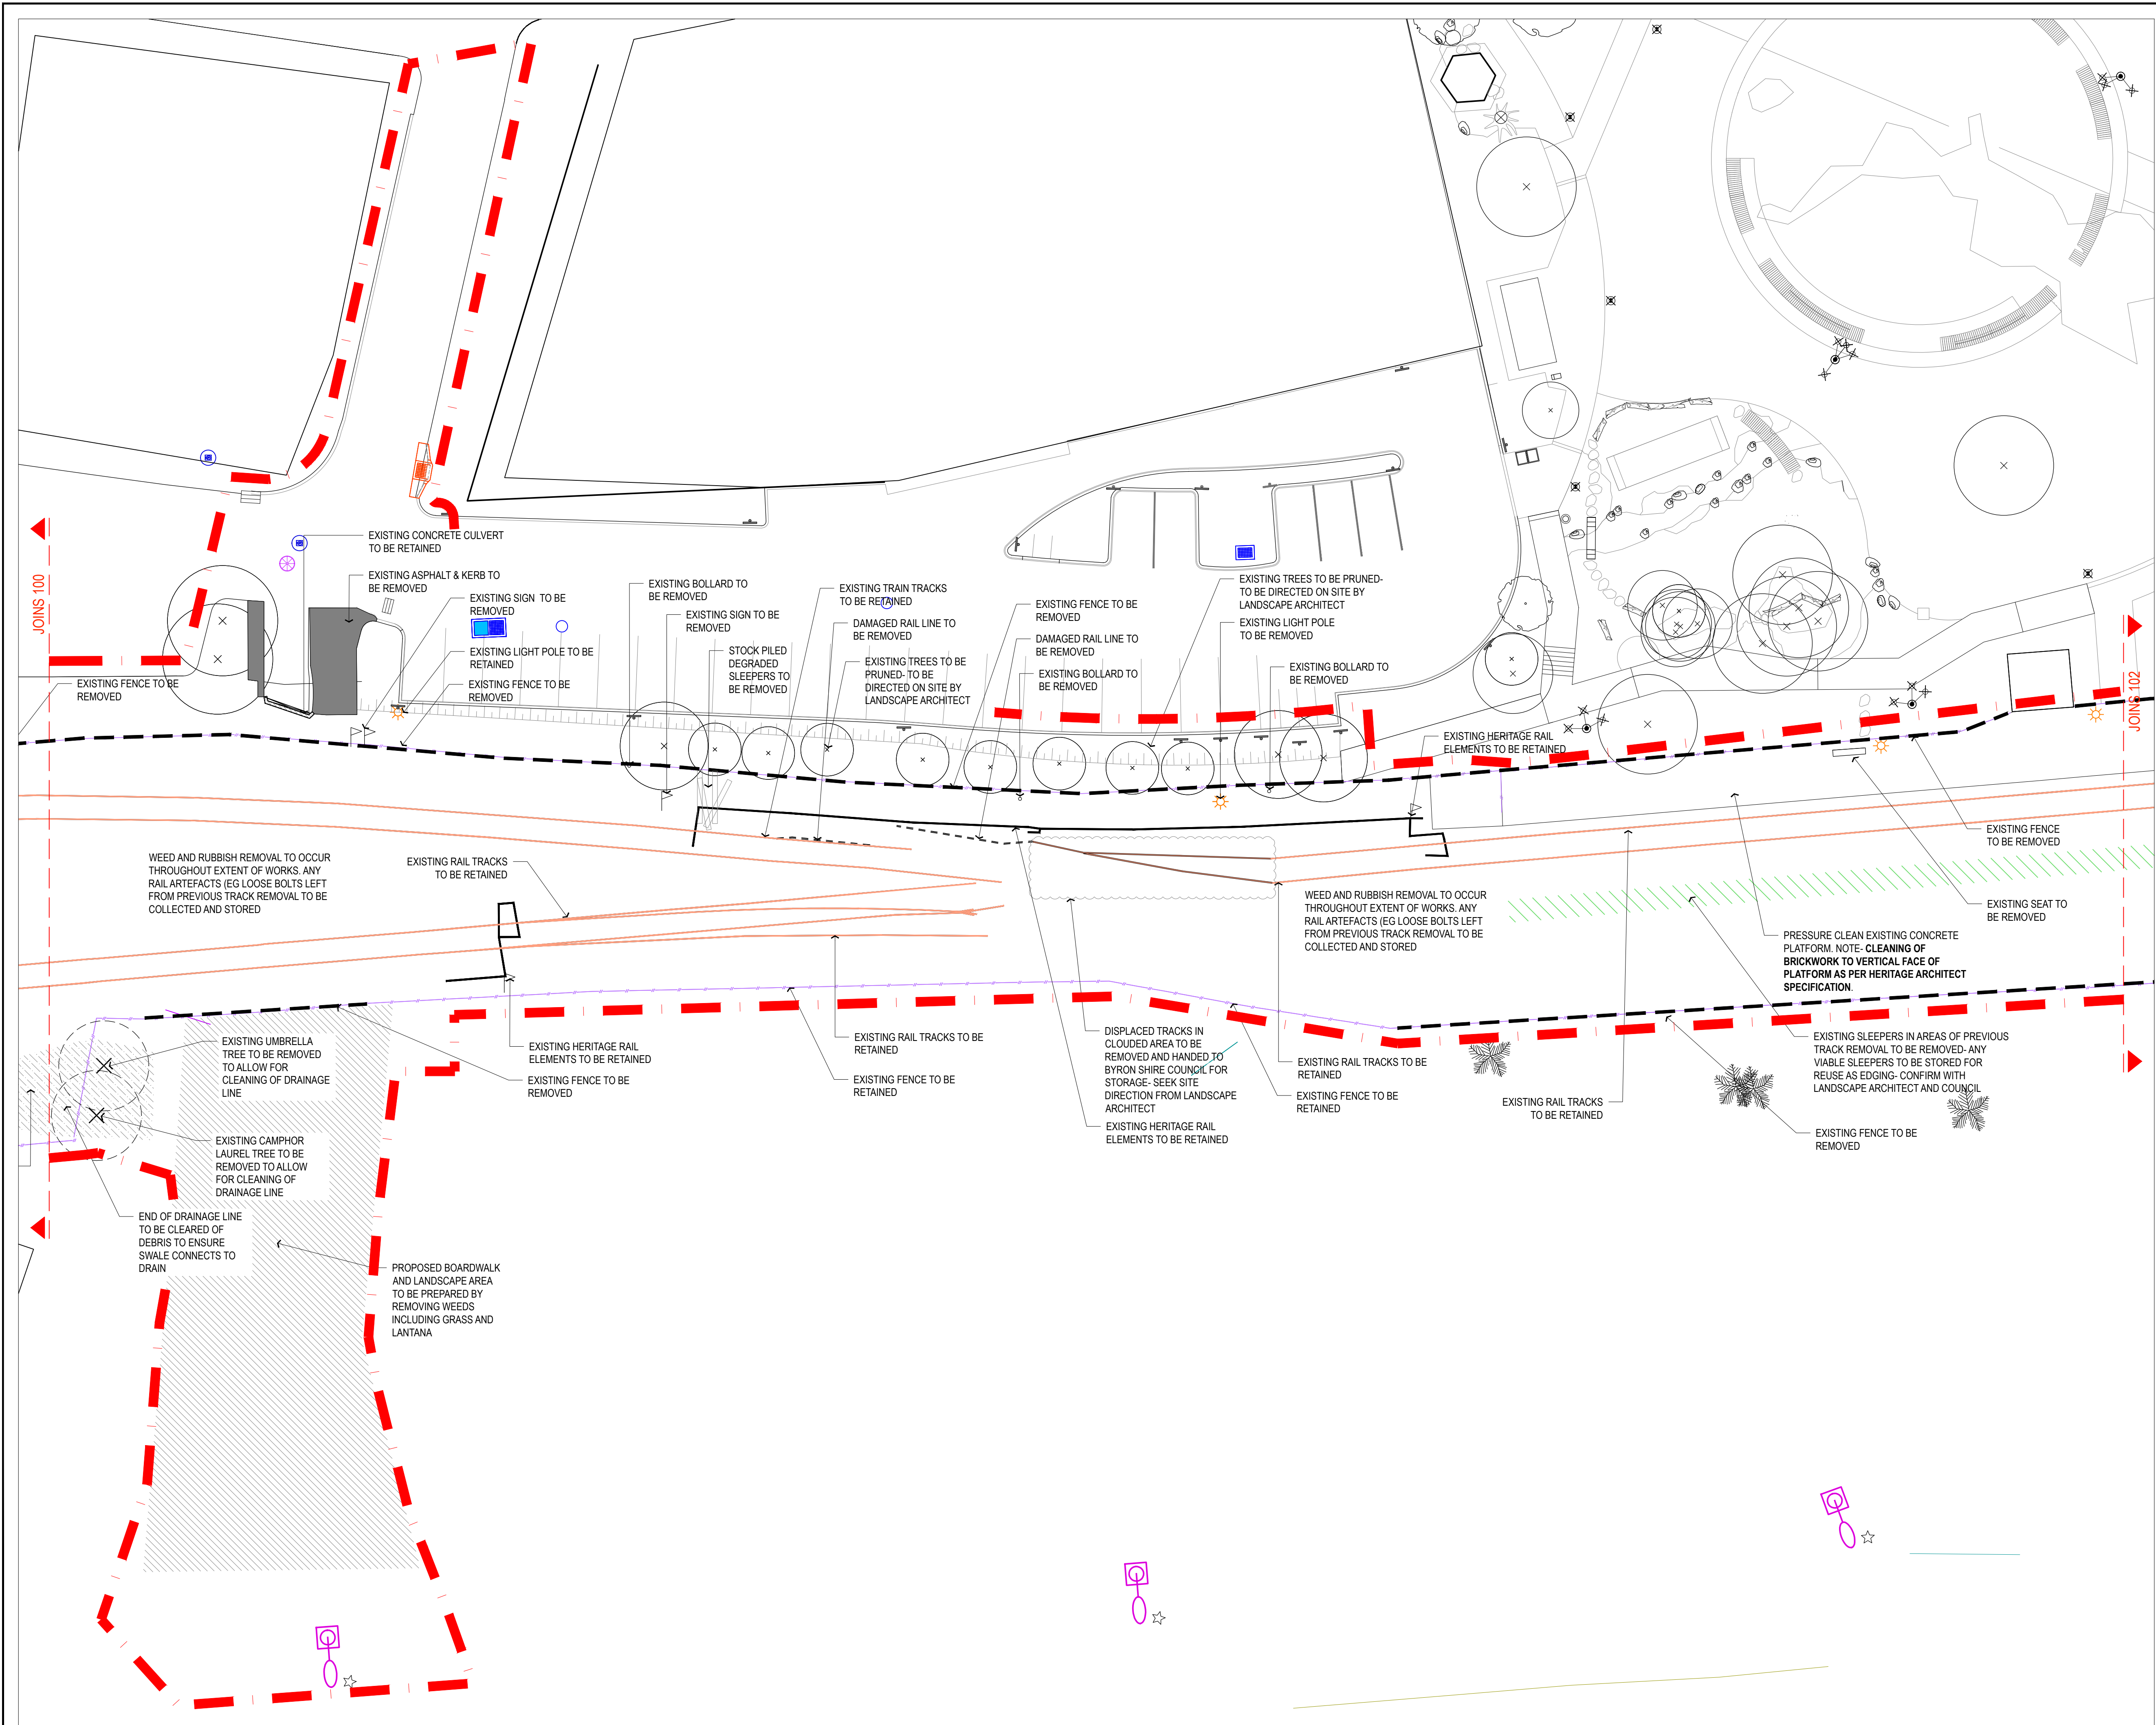 JOINS 100
EXISTING CONCRETE CULVERT
TO BE RETAINED
EXISTING ASPHALT & KERB TO
BE REMOVED
EXISTING SIGN TO BE
REMOVED
EXISTING LIGHT POLE TO BE
RETAINED
EXISTING FENCE TO BE
REMOVED
EXISTING FENCE TO BE
REMOVED
EXISTING BOLLARD TO
BE REMOVED
EXISTING SIGN TO BE
REMOVED
STOCK PILED
DEGRADED
SLEEPERS TO
BE REMOVED
EXISTING TRAIN TRACKS
TO BE RETAINED
DAMAGED RAIL LINE TO
BE REMOVED
EXISTING TREES TO BE
PRUNED- TO BE
DIRECTED ON SITE BY
LANDSCAPE ARCHITECT
EXISTING FENCE TO BE
REMOVED
DAMAGED RAIL LINE TO
BE REMOVED
EXISTING BOLLARD TO
BE REMOVED
EXISTING TREES TO BE PRUNED-
TO BE DIRECTED ON SITE BY
LANDSCAPE ARCHITECT
EXISTING LIGHT POLE
TO BE REMOVED
EXISTING BOLLARD TO
BE REMOVED
EXISTING HERITAGE RAIL
ELEMENTS TO BE RETAINED
JOINS 102
EXISTING FENCE
TO BE REMOVED
EXISTING SEAT TO
BE REMOVED
WEED AND RUBBISH REMOVAL TO OCCUR
THROUGHOUT EXTENT OF WORKS. ANY
RAIL ARTEFACTS (EG LOOSE BOLTS LEFT
FROM PREVIOUS TRACK REMOVAL TO BE
COLLECTED AND STORED
EXISTING RAIL TRACKS
TO BE RETAINED
WEED AND RUBBISH REMOVAL TO OCCUR
THROUGHOUT EXTENT OF WORKS. ANY
RAIL ARTEFACTS (EG LOOSE BOLTS LEFT
FROM PREVIOUS TRACK REMOVAL TO BE
COLLECTED AND STORED
PRESSURE CLEAN EXISTING CONCRETE
PLATFORM. NOTE- CLEANING OF
BRICKWORK TO VERTICAL FACE OF
PLATFORM AS PER HERITAGE ARCHITECT
SPECIFICATION.
EXISTING UMBRELLA
TREE TO BE REMOVED
TO ALLOW FOR
CLEANING OF DRAINAGE
LINE
EXISTING HERITAGE RAIL
ELEMENTS TO BE RETAINED
EXISTING FENCE TO BE
REMOVED
EXISTING RAIL TRACKS TO BE
RETAINED
EXISTING FENCE TO BE
RETAINED
DISPLACED TRACKS IN
CLOUDED AREA TO BE
REMOVED AND HANDED TO
BYRON SHIRE COUNCIL FOR
STORAGE- SEEK SITE
DIRECTION FROM LANDSCAPE
ARCHITECT
EXISTING HERITAGE RAIL
ELEMENTS TO BE RETAINED
EXISTING RAIL TRACKS TO BE
RETAINED
EXISTING FENCE TO BE
RETAINED
EXISTING RAIL TRACKS
TO BE RETAINED
EXISTING SLEEPERS IN AREAS OF PREVIOUS
TRACK REMOVAL TO BE REMOVED- ANY
VIABLE SLEEPERS TO BE STORED FOR
REUSE AS EDGING- CONFIRM WITH
LANDSCAPE ARCHITECT AND COUNCIL
EXISTING FENCE TO BE
REMOVED
EXISTING CAMPHOR
LAUREL TREE TO BE
REMOVED TO ALLOW
FOR CLEANING OF
DRAINAGE LINE
END OF DRAINAGE LINE
TO BE CLEARED OF
DEBRIS TO ENSURE
SWALE CONNECTS TO
DRAIN
PROPOSED BOARDWALK
AND LANDSCAPE AREA
TO BE PREPARED BY
REMOVING WEEDS
INCLUDING GRASS AND
LANTANA